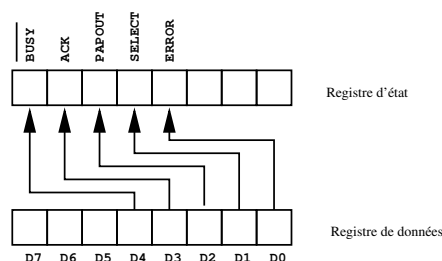 BUSY ACK PAPOUT SELECT ERROR
Registre d'état
Registre de données
D7 D6 D5 D4 D3 D2 D1 D0